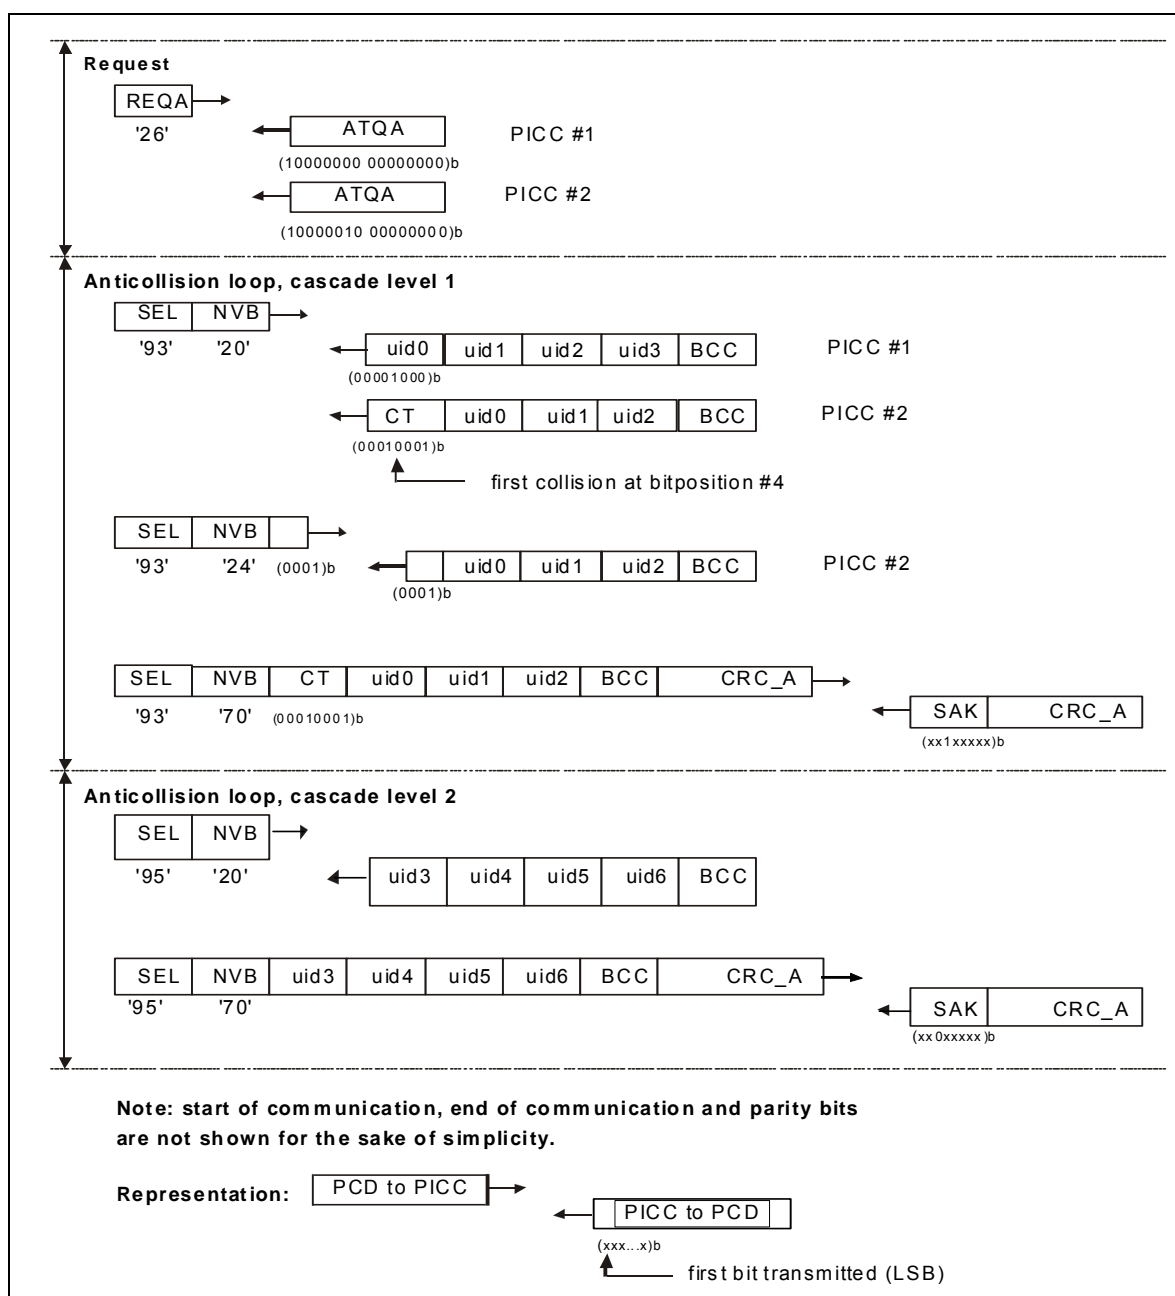 Request
REQA
'26'
ATQA
PICC #1
(10000000 00000000)b
ATQA
PICC #2
(10000010 00000000)b
Anticollision loop, cascade level 1
SEL NVB
'93' '20'
uid0 uid1 uid2 uid3 BCC
PICC #1
(00001000)b
CT uid0 uid1 uid2 BCC
PICC #2
(00010001)b
first collision at bitposition #4
SEL NVB
'93' '24' (0001)b
uid0 uid1 uid2 BCC
PICC #2
(0001)b
SEL NVB CT uid0 uid1 uid2 BCC CRC_A
'93' '70' (00010001)b
SAK CRC_A
(xx1xxxxx)b
Anticollision loop, cascade level 2
SEL NVB
'95' '20'
uid3 uid4 uid5 uid6 BCC
SEL NVB uid3 uid4 uid5 uid6 BCC CRC_A
'95' '70'
SAK CRC_A
(xx0xxxxx)b
Note: start of communication, end of communication and parity bits
are not shown for the sake of simplicity.
Representation:
PCD to PICC
PICC to PCD
(xxx...x)b
first bit transmitted (LSB)